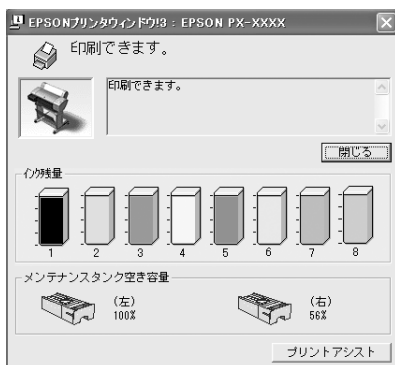 EPSONプリンタウィンドウ!3 : EPSON PX-XXXX
印刷できます。
印刷できます。
閉じる
インク残量
1 2 3 4 5 6 7 8
メンテナンスタンク空き容量
(左) (右)
100% 56%
プリントアシスト